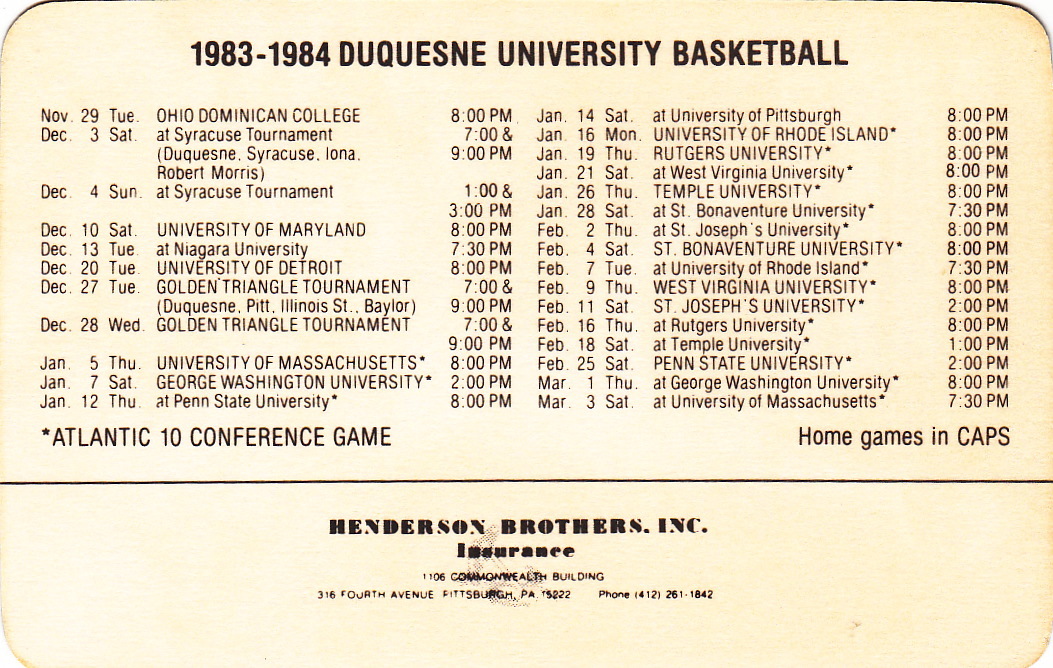 1983-1984 DUQUESNE UNIVERSITY BASKETBALL
Nov. 29 Tue. OHIO DOMINICAN COLLEGE 8:00 PM
Dec. 3 Sat. at Syracuse Tournament 7:00 &
(Duquesne, Syracuse, Iona, 9:00 PM
Robert Morris)
Dec. 4 Sun. at Syracuse Tournament 1:00 &
3:00 PM
Dec. 10 Sat. UNIVERSITY OF MARYLAND 8:00 PM
Dec. 13 Tue. at Niagara University 7:30 PM
Dec. 20 Tue. UNIVERSITY OF DETROIT 8:00 PM
Dec. 27 Tue. GOLDEN TRIANGLE TOURNAMENT 7:00 &
(Duquesne, Pitt, Illinois St., Baylor) 9:00 PM
Dec. 28 Wed. GOLDEN TRIANGLE TOURNAMENT 7:00 &
9:00 PM
Jan. 5 Thu. UNIVERSITY OF MASSACHUSETTS* 8:00 PM
Jan. 7 Sat. GEORGE WASHINGTON UNIVERSITY* 2:00 PM
Jan. 12 Thu. at Penn State University* 8:00 PM
Jan. 14 Sat. at University of Pittsburgh 8:00 PM
Jan. 16 Mon. UNIVERSITY OF RHODE ISLAND* 8:00 PM
Jan. 19 Thu. RUTGERS UNIVERSITY* 8:00 PM
Jan. 21 Sat. at West Virginia University* 8:00 PM
Jan. 26 Thu. TEMPLE UNIVERSITY* 8:00 PM
Jan. 28 Sat. at St. Bonaventure University* 7:30 PM
Feb. 2 Thu. at St. Joseph's University* 8:00 PM
Feb. 4 Sat. ST. BONAVENTURE UNIVERSITY* 8:00 PM
Feb. 7 Tue. at University of Rhode Island* 7:30 PM
Feb. 9 Thu. WEST VIRGINIA UNIVERSITY* 8:00 PM
Feb. 11 Sat. ST. JOSEPH'S UNIVERSITY* 2:00 PM
Feb. 16 Thu. at Rutgers University* 8:00 PM
Feb. 18 Sat. at Temple University* 1:00 PM
Feb. 25 Sat. PENN STATE UNIVERSITY* 2:00 PM
Mar. 1 Thu. at George Washington University* 8:00 PM
Mar. 3 Sat. at University of Massachusetts* 7:30 PM
*ATLANTIC 10 CONFERENCE GAME Home games in CAPS
HENDERSON BROTHERS, INC.
Insurance
1106 COMMONWEALTH BUILDING
316 FOURTH AVENUE PITTSBURGH, PA. 15222 Phone (412) 261-1842